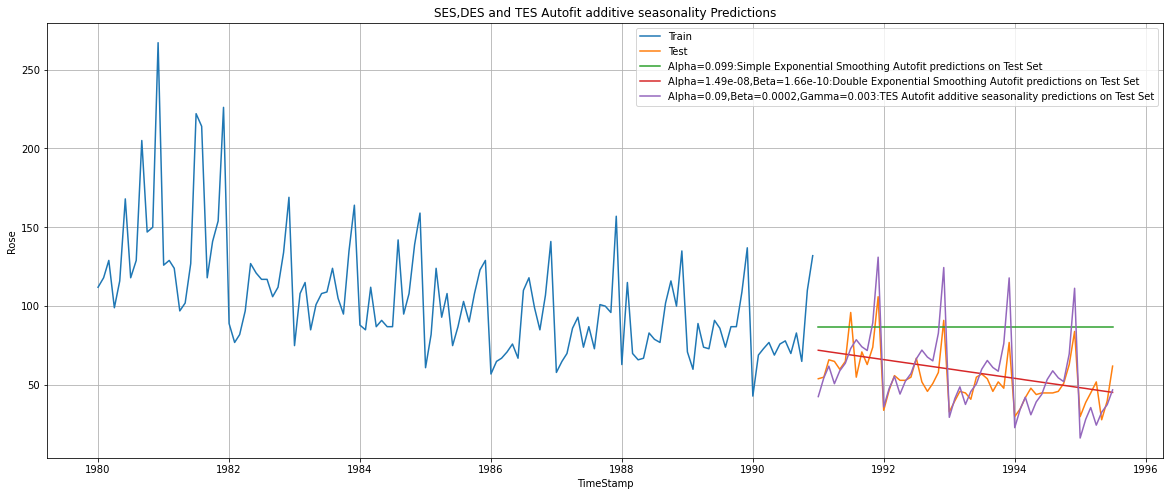 SES,DES and TES Autofit additive seasonality Predictions
Train
Test
Alpha=0.099:Simple Exponential Smoothing Autofit predictions on Test Set
Alpha=1.49e-08,Beta=1.66e-10:Double Exponential Smoothing Autofit predictions on Test Set
Alpha=0.09,Beta=0.0002,Gamma=0.003:TES Autofit additive seasonality predictions on Test Set
250
200
150
100
50
Rose
1980 1982 1984 1986 1988 1990 1992 1994 1996
TimeStamp